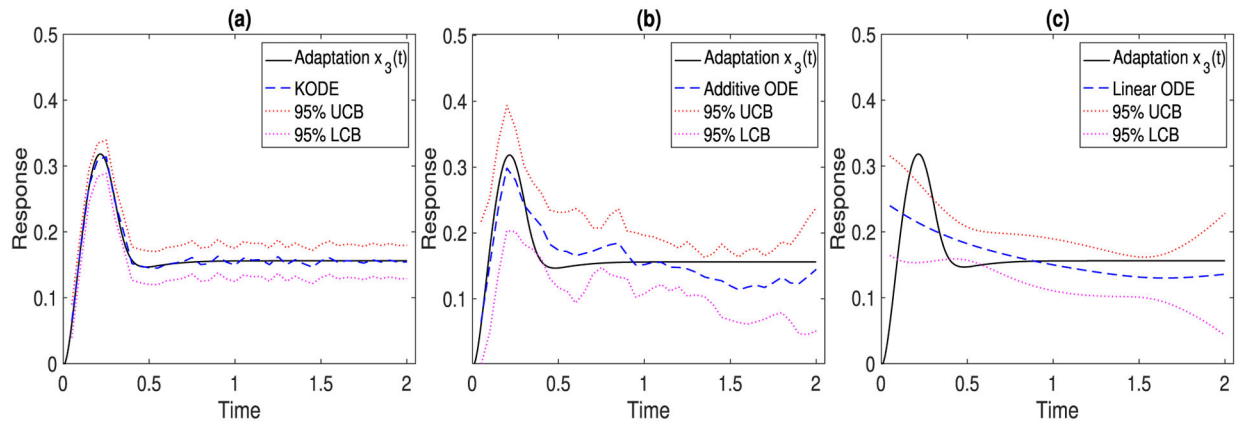 (a)
0.5
0.4
0.3
0.2
0.1
0
Response
Adaptation x3(t)
KODE
95% UCB
95% LCB
0 0.5 1 1.5 2
Time
(b)
0.5
0.4
0.3
0.2
0.1
0
Response
Adaptation x3(t)
Additive ODE
95% UCB
95% LCB
0 0.5 1 1.5 2
Time
(c)
0.5
0.4
0.3
0.2
0.1
0
Response
Adaptation x3(t)
Linear ODE
95% UCB
95% LCB
0 0.5 1 1.5 2
Time